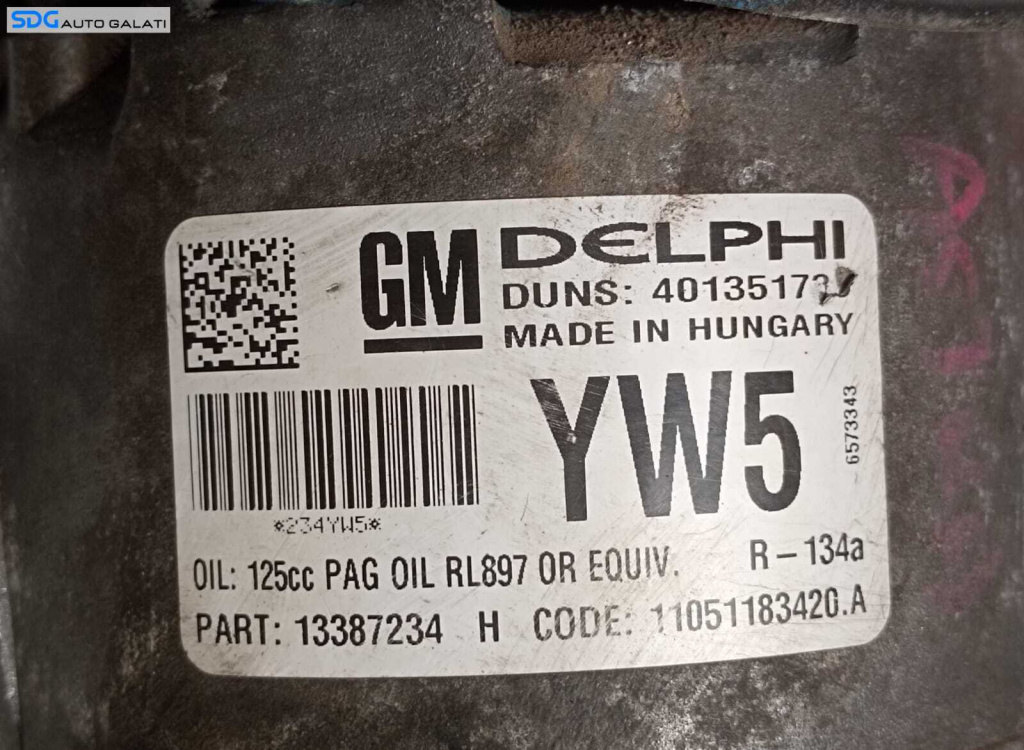 SDG AUTO GALATI
GM DELPHI
DUNS:
MADE IN HUNGARY
YW5
6573343
*234YW5*
OIL: 125cc PAG OIL RL897 OR EQUIV. R-134a
PART: 13387234 H CODE: 11051183420.A